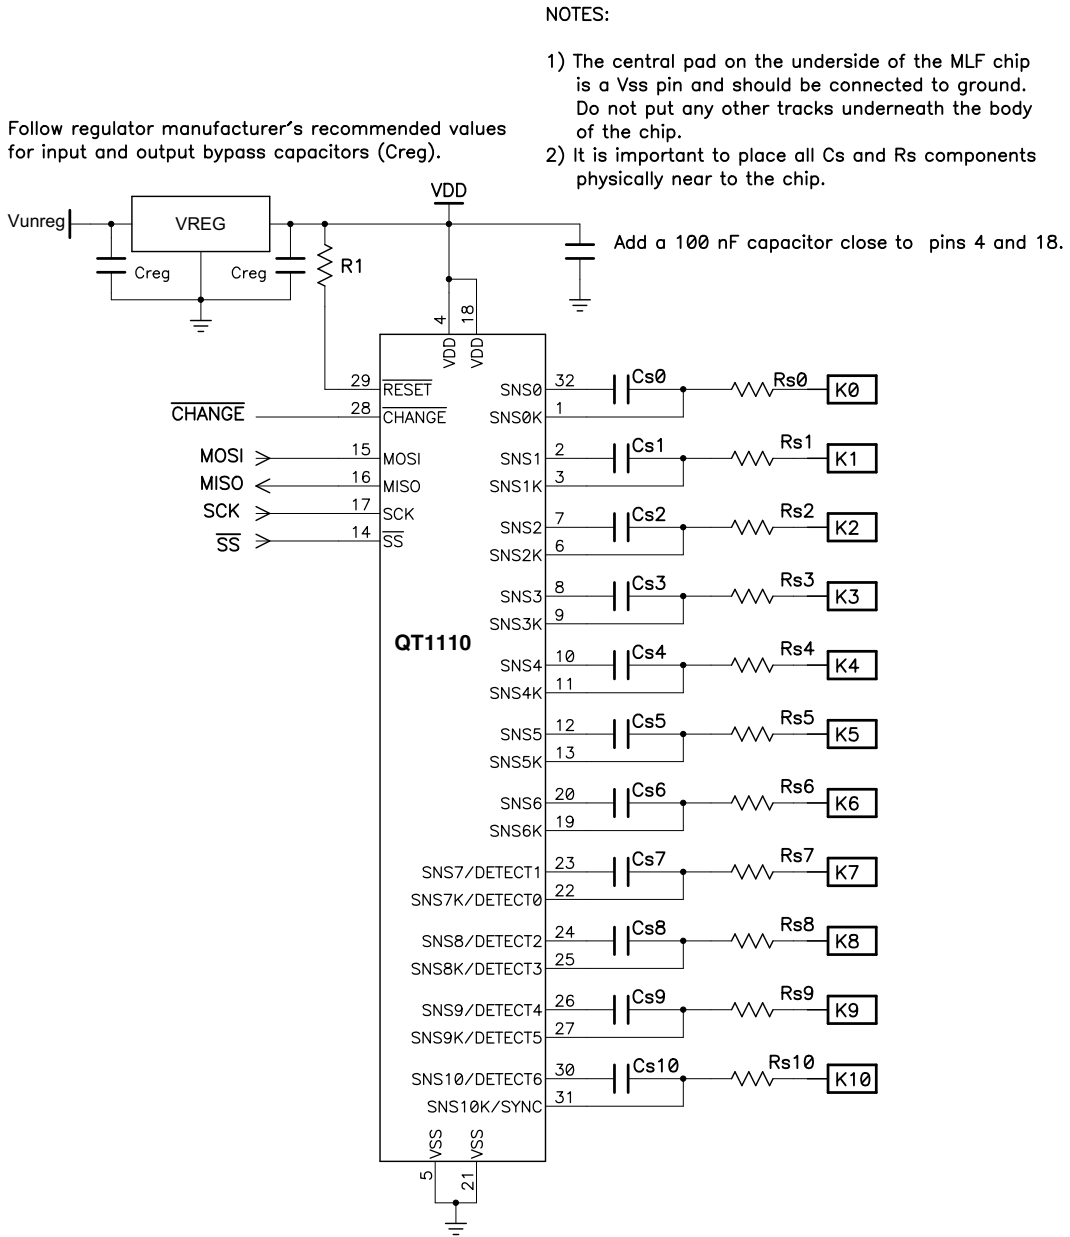 NOTES:
1) The central pad on the underside of the MLF chip
is a Vss pin and should be connected to ground.
Do not put any other tracks underneath the body
of the chip.
2) It is important to place all Cs and Rs components
physically near to the chip.
Follow regulator manufacturer's recommended values
for input and output bypass capacitors (Creg).
VDD
Vunreg
VREG
Creg
Creg
R1
Add a 100 nF capacitor close to pins 4 and 18.
4
18
VDD
VDD
29
RESET
28
CHANGE
CHANGE
MOSI
15
MOSI
MISO
16
MISO
SCK
17
SCK
SS
14
SS
QT1110
SNS0
32
Cs0
Rs0
K0
SNS0K
1
SNS1
2
Cs1
Rs1
K1
SNS1K
3
SNS2
7
Cs2
Rs2
K2
SNS2K
6
SNS3
8
Cs3
Rs3
K3
SNS3K
9
SNS4
10
Cs4
Rs4
K4
SNS4K
11
SNS5
12
Cs5
Rs5
K5
SNS5K
13
SNS6
20
Cs6
Rs6
K6
SNS6K
19
SNS7/DETECT1
23
Cs7
Rs7
K7
SNS7K/DETECT0
22
SNS8/DETECT2
24
Cs8
Rs8
K8
SNS8K/DETECT3
25
SNS9/DETECT4
26
Cs9
Rs9
K9
SNS9K/DETECT5
27
SNS10/DETECT6
30
Cs10
Rs10
K10
SNS10K/SYNC
31
VSS
VSS
5
21